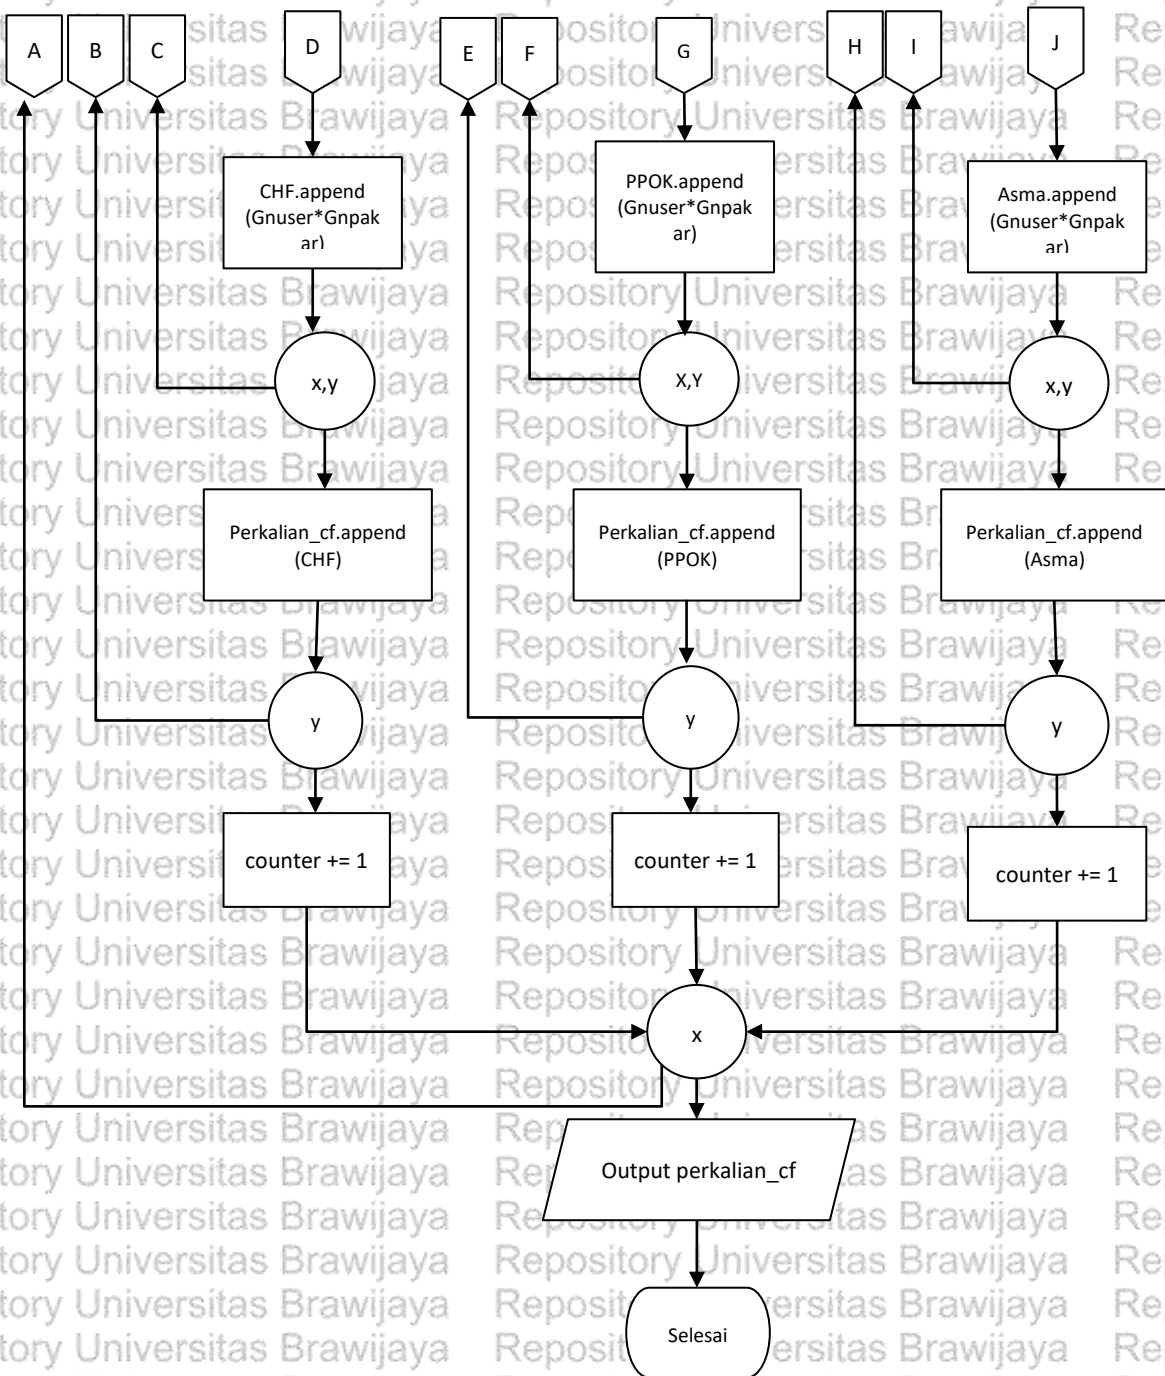 A
B
C
D
E
F
G
H
I
J
CHF.append
(Gnuser*Gnpak
ar)
PPOK.append
(Gnuser*Gnpak
ar)
Asma.append
(Gnuser*Gnpak
ar)
x,y
X,Y
x,y
Perkalian_cf.append
(CHF)
Perkalian_cf.append
(PPOK)
Perkalian_cf.append
(Asma)
y
y
y
counter += 1
counter += 1
counter += 1
x
Output perkalian_cf
Selesai
Repository Universitas Brawijaya